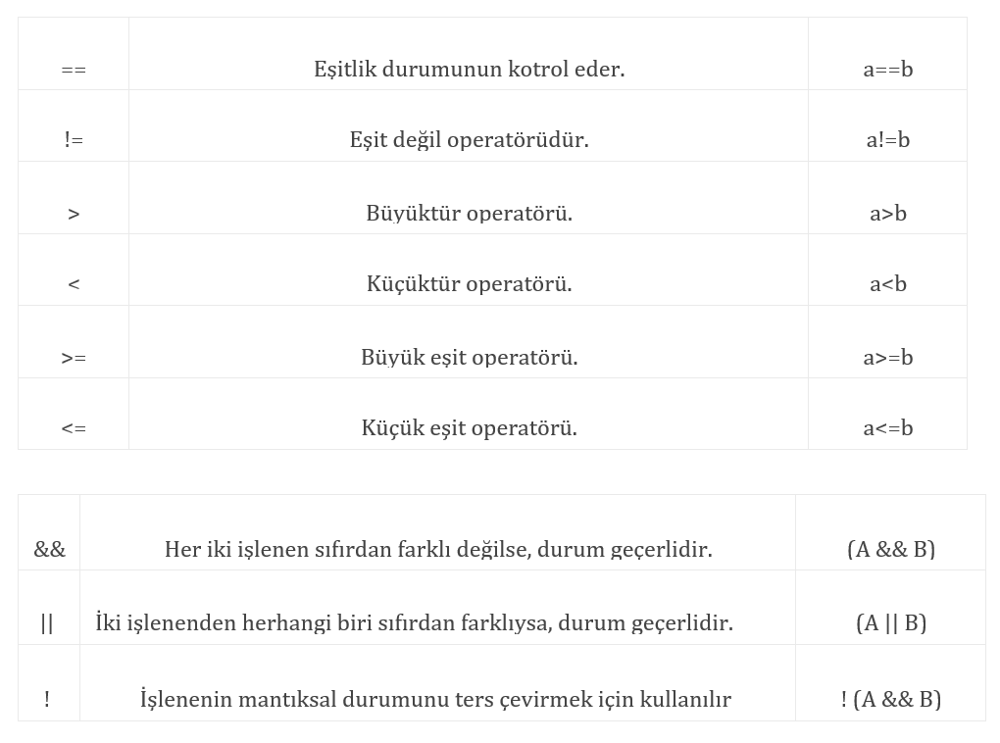 == Eşitlik durumunun kotrol eder. a==b
!= Eşit değil operatörüdür. a!=b
> Büyüktür operatörü. a>b
< Küçüktür operatörü. a<b
>= Büyük eşit operatörü. a>=b
<= Küçük eşit operatörü. a<=b
&& Her iki işlenen sıfırdan farklı değilse, durum geçerlidir. (A && B)
|| İki işlenenden herhangi biri sıfırdan farklıysa, durum geçerlidir. (A || B)
! İşlenenin mantıksal durumunu ters çevirmek için kullanılır ! (A && B)